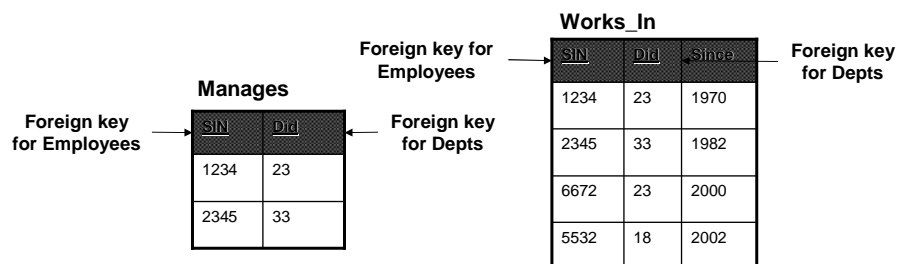 Works_In
Foreign key for
Employees
SIN Did Since
Foreign key
for Depts
1234 23 1970
2345 33 1982
6672 23 2000
5532 18 2002
Manages
Foreign key
for Employees
SIN Did
Foreign key
for Depts
1234 23
2345 33